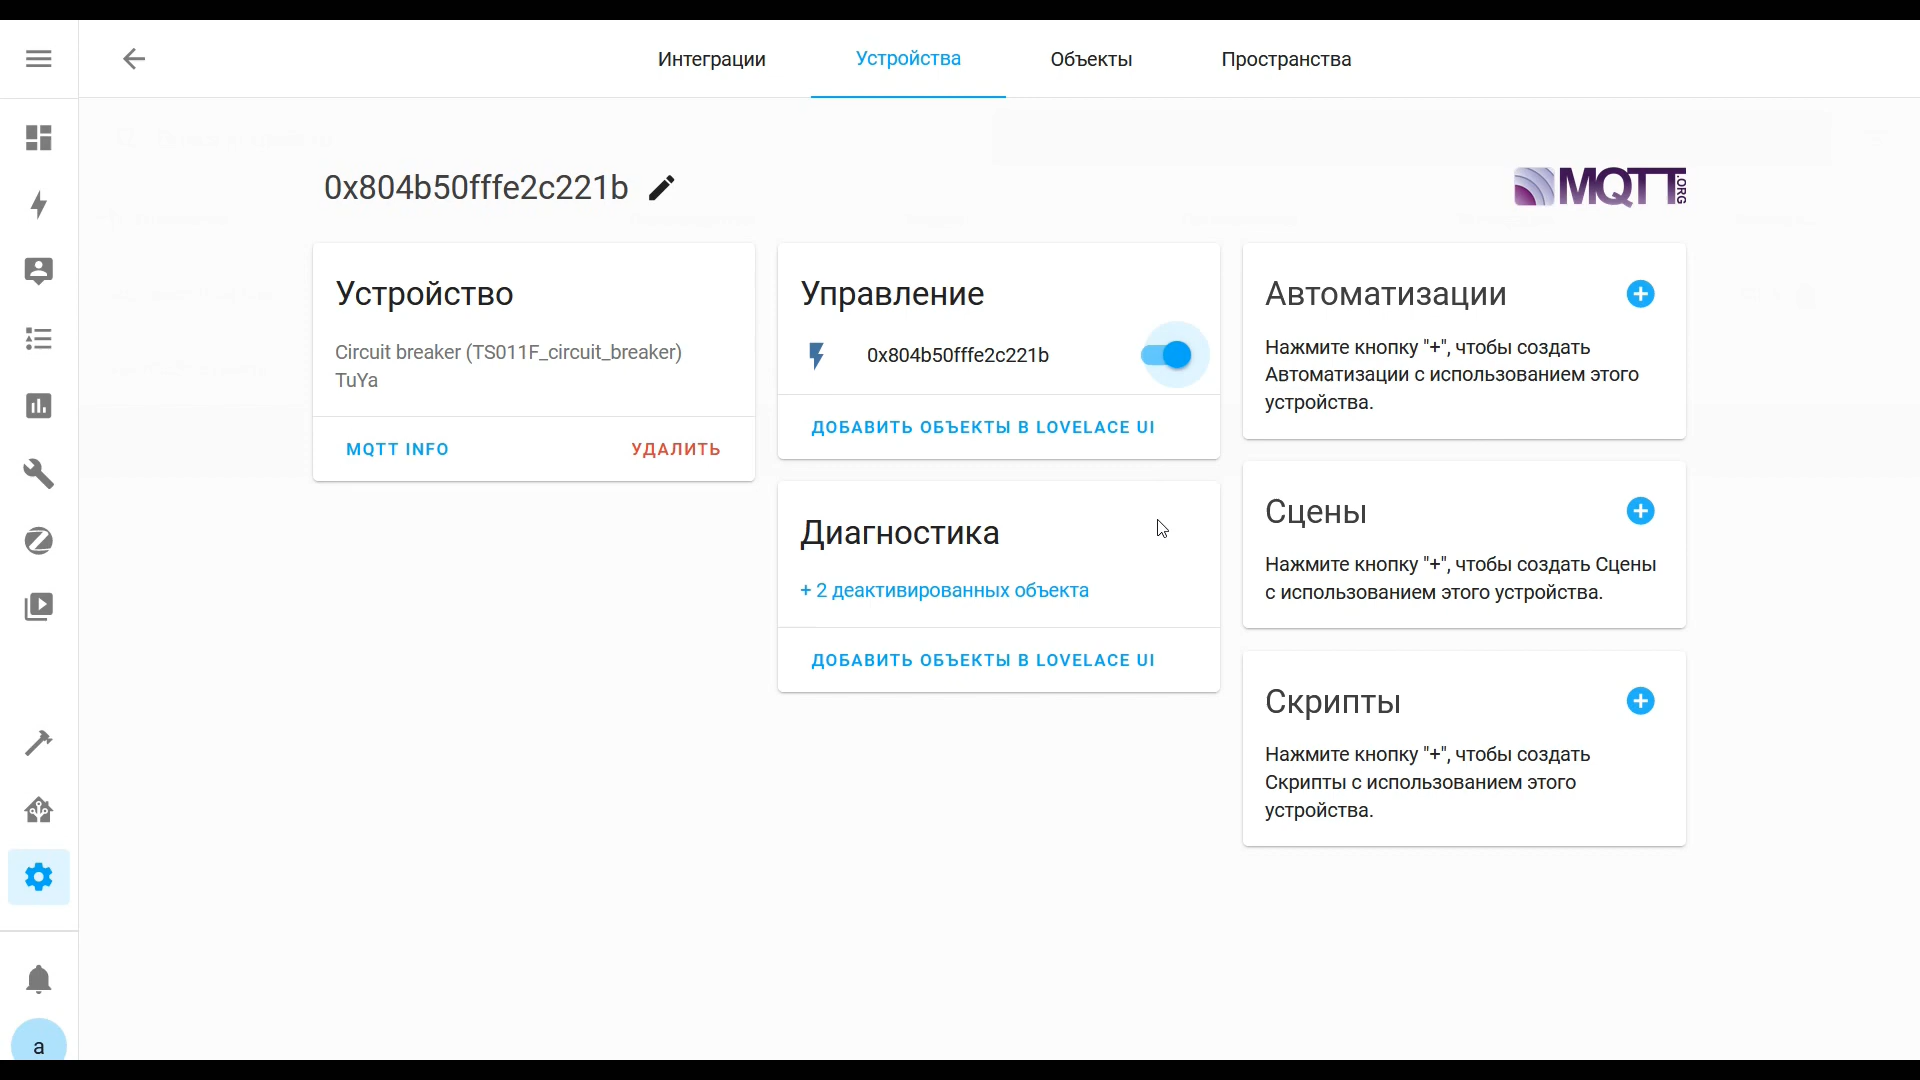 Интеграции
Устройства
Объекты
Пространства
0x804b50fffe2c221b
MQTT.ORG
Устройство
Circuit breaker (TS011F_circuit_breaker)
TuYa
MQTT INFO
УДАЛИТЬ
Управление
0x804b50fffe2c221b
ДОБАВИТЬ ОБЪЕКТЫ В LOVELACE UI
Диагностика
+ 2 деактивированных объекта
ДОБАВИТЬ ОБЪЕКТЫ В LOVELACE UI
Автоматизации
Нажмите кнопку "+", чтобы создать
Автоматизации с использованием этого
устройства.
Сцены
Нажмите кнопку "+", чтобы создать Сцены
с использованием этого устройства.
Скрипты
Нажмите кнопку "+", чтобы создать
Скрипты с использованием этого
устройства.
a